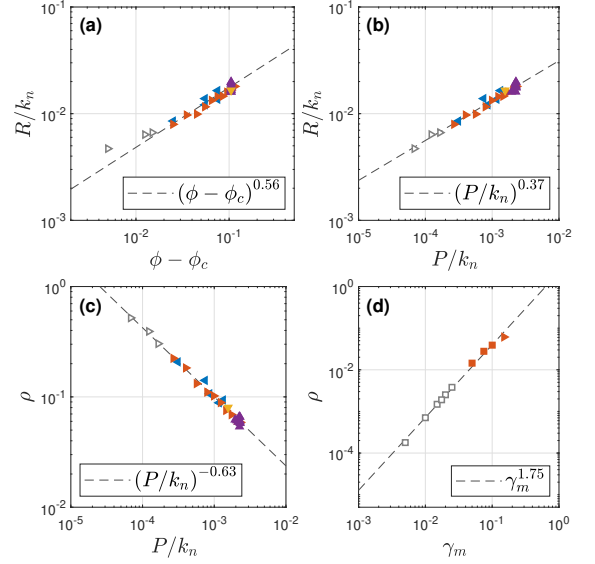 (a)
10^{-1}
10^{-2}
10^{-3}
R/k_n
(ϕ − ϕ_c)^{0.56}
10^{-2} 10^{-1}
ϕ − ϕ_c
(b)
10^{-1}
10^{-2}
10^{-3}
R/k_n
(P/k_n)^{0.37}
10^{-5} 10^{-4} 10^{-3} 10^{-2}
P/k_n
(c)
10^{0}
10^{-1}
10^{-2}
ρ
(P/k_n)^{−0.63}
10^{-5} 10^{-4} 10^{-3} 10^{-2}
P/k_n
(d)
10^{0}
10^{-2}
10^{-4}
ρ
γ_m^{1.75}
10^{-3} 10^{-2} 10^{-1} 10^{0}
γ_m